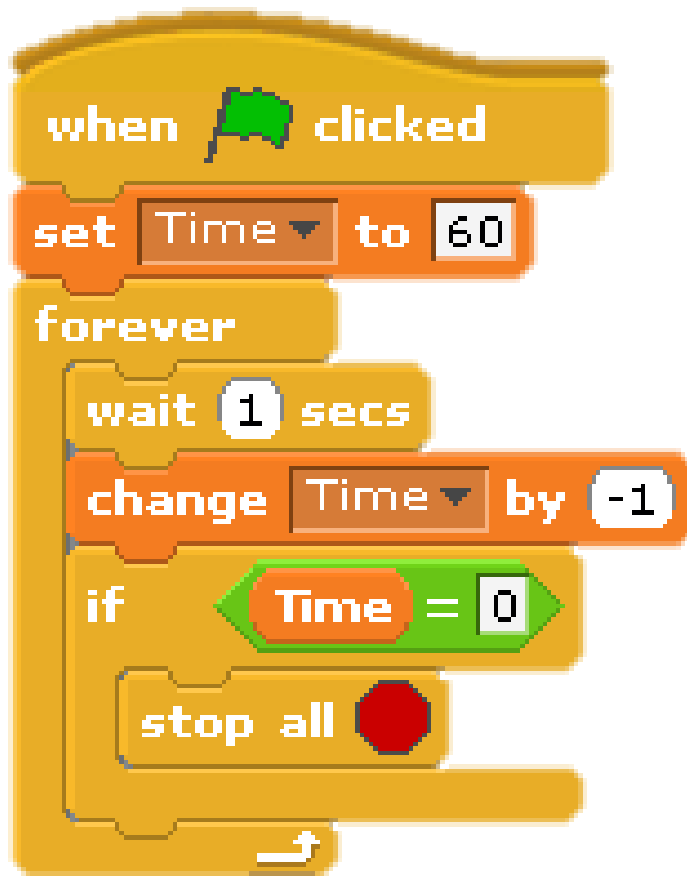 when clicked
set Time to 60
forever
wait 1 secs
change Time by -1
if Time = 0
stop all